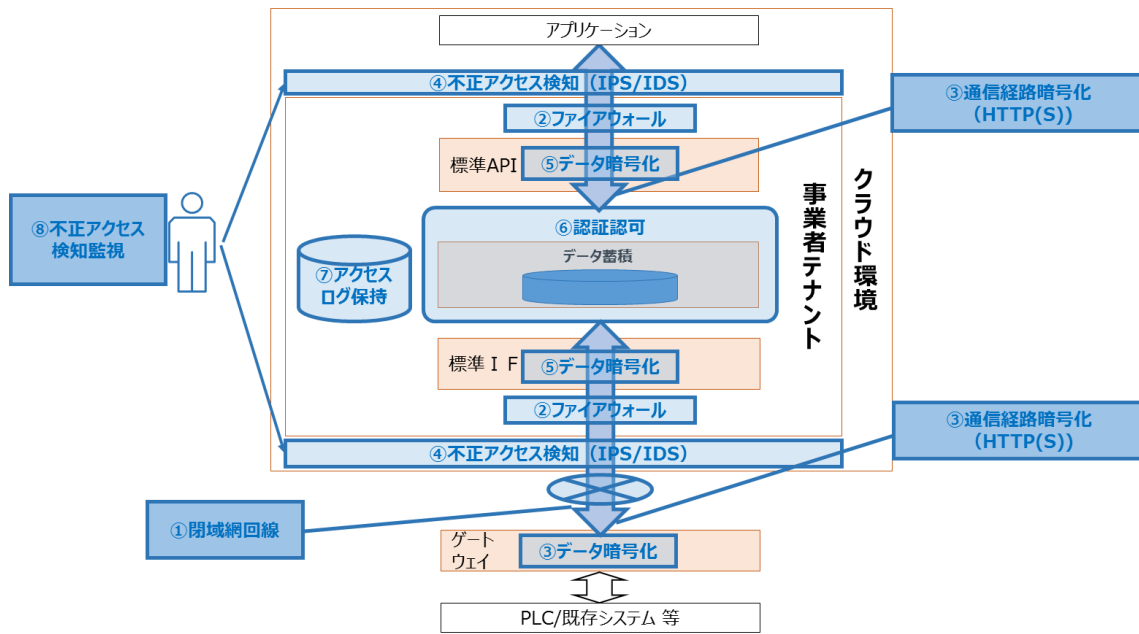 アプリケーション
④不正アクセス検知（IPS/IDS）
②ファイアウォール
③通信経路暗号化
（HTTP(S)）
標準API
⑤データ暗号化
クラウド環境
事業者テナント
⑧不正アクセス
検知監視
⑥認証認可
データ蓄積
⑦アクセス
ログ保持
標準ＩＦ
⑤データ暗号化
②ファイアウォール
③通信経路暗号化
（HTTP(S)）
④不正アクセス検知（IPS/IDS）
①閉域網回線
ゲート
ウェイ
③データ暗号化
PLC/既存システム 等